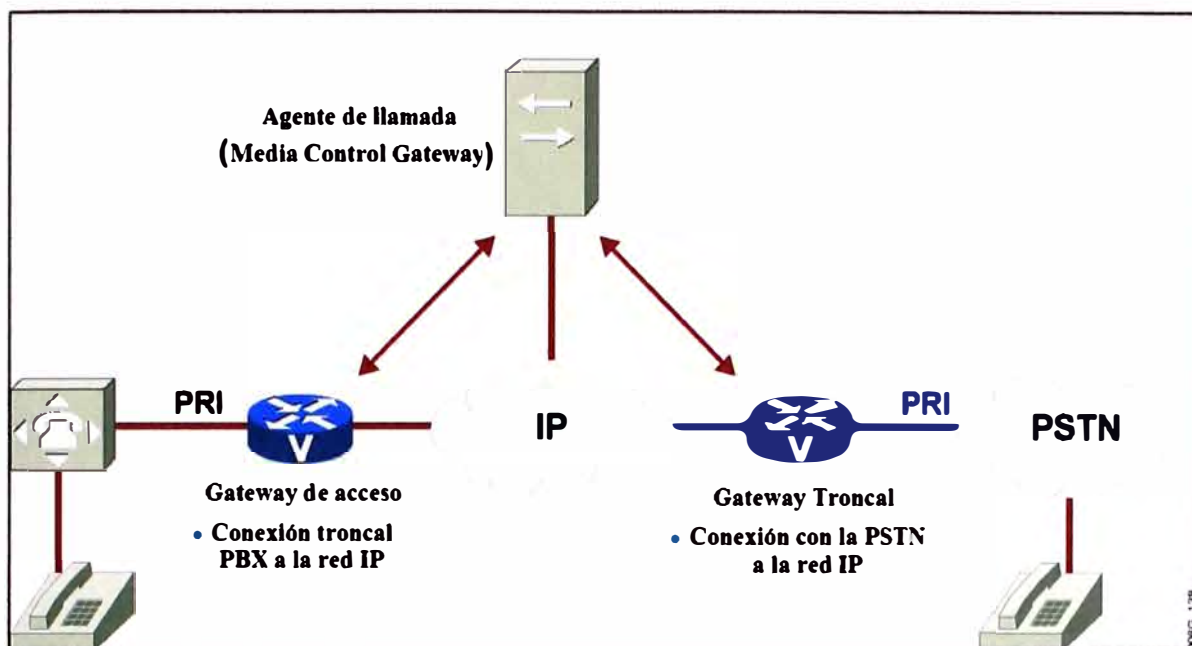 Agente de llamada
(Media Control Gateway)
PRI
V
IP
V
PRI
PSTN
Gateway de acceso
• Conexión troncal
PBX a la red IP
Gateway Troncal
• Conexión con la PSTN
a la red IP